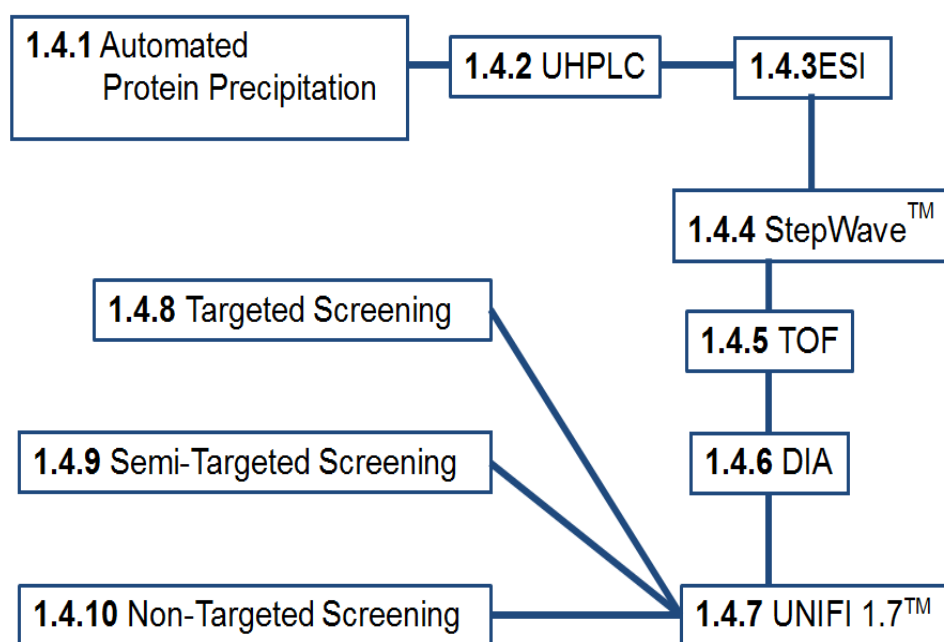 1.4.1 Automated
Protein Precipitation
1.4.2 UHPLC
1.4.3ESI
1.4.4 StepWave™
1.4.5 TOF
1.4.6 DIA
1.4.7 UNIFI 1.7™
1.4.8 Targeted Screening
1.4.9 Semi-Targeted Screening
1.4.10 Non-Targeted Screening